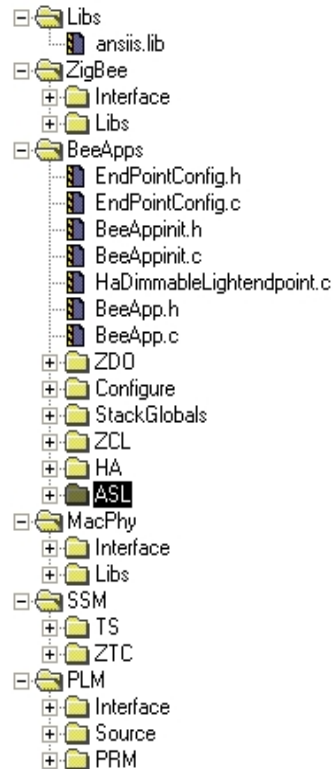 Libs
ansiis.lib
ZigBee
Interface
Libs
BeeApps
EndPointConfig.h
EndPointConfig.c
BeeAppinit.h
BeeAppinit.c
HaDimmableLightendpoint.c
BeeApp.h
BeeApp.c
ZDO
Configure
StackGlobals
ZCL
HA
ASL
MacPhy
Interface
Libs
SSM
TS
ZTC
PLM
Interface
Source
PRM